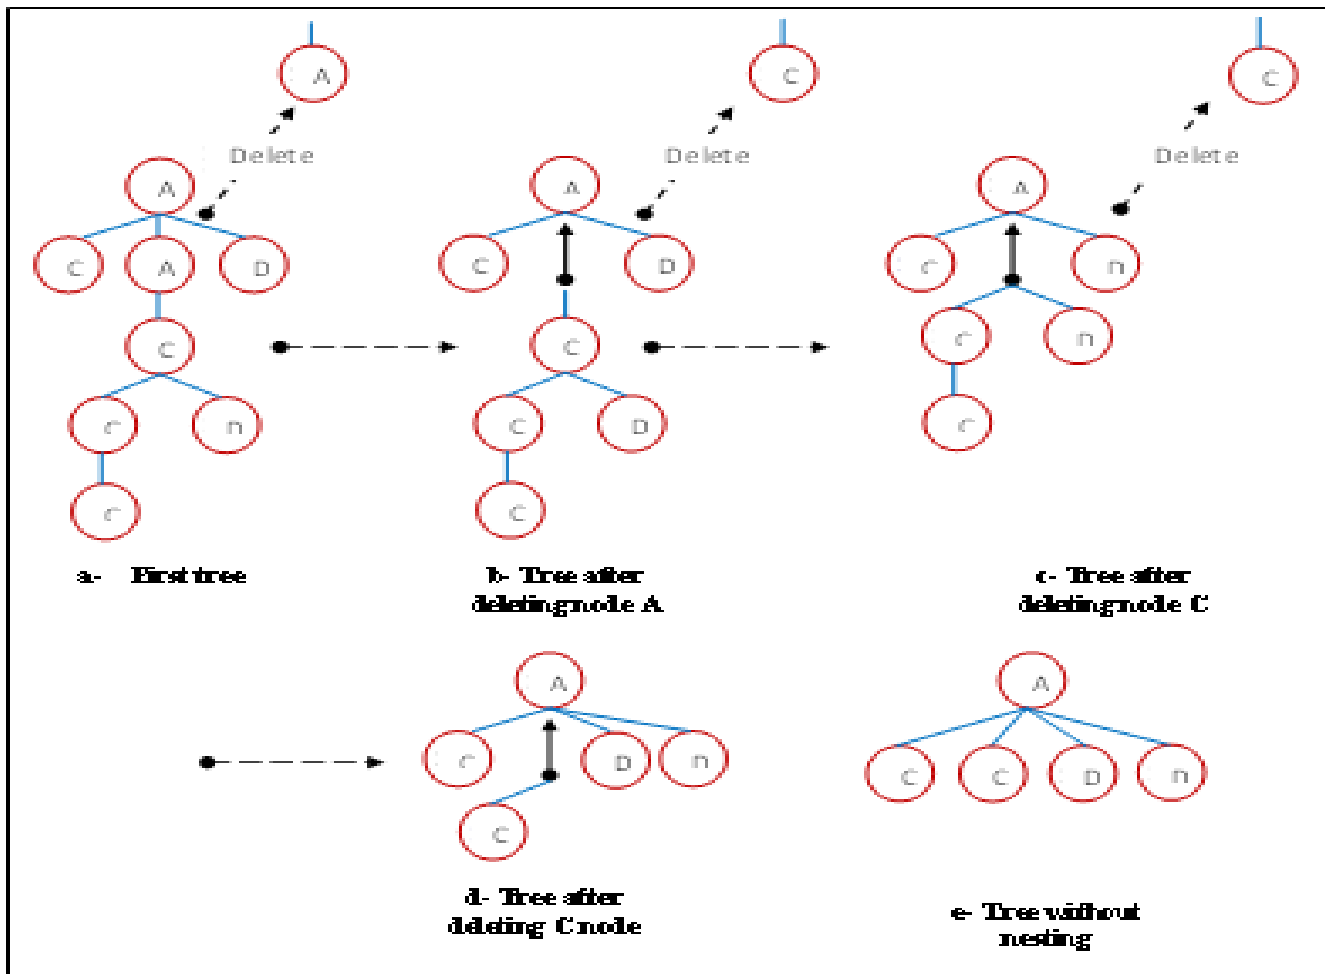 A C C
Delete Delete Delete
A A A
C A D C D C D
C C C D
C D C D C
C C
a- First tree b- Tree after c- Tree after
deleting node A deleting node C
A A
C D D C C D D
C
d- Tree after e- Tree without
deleting C node nesting